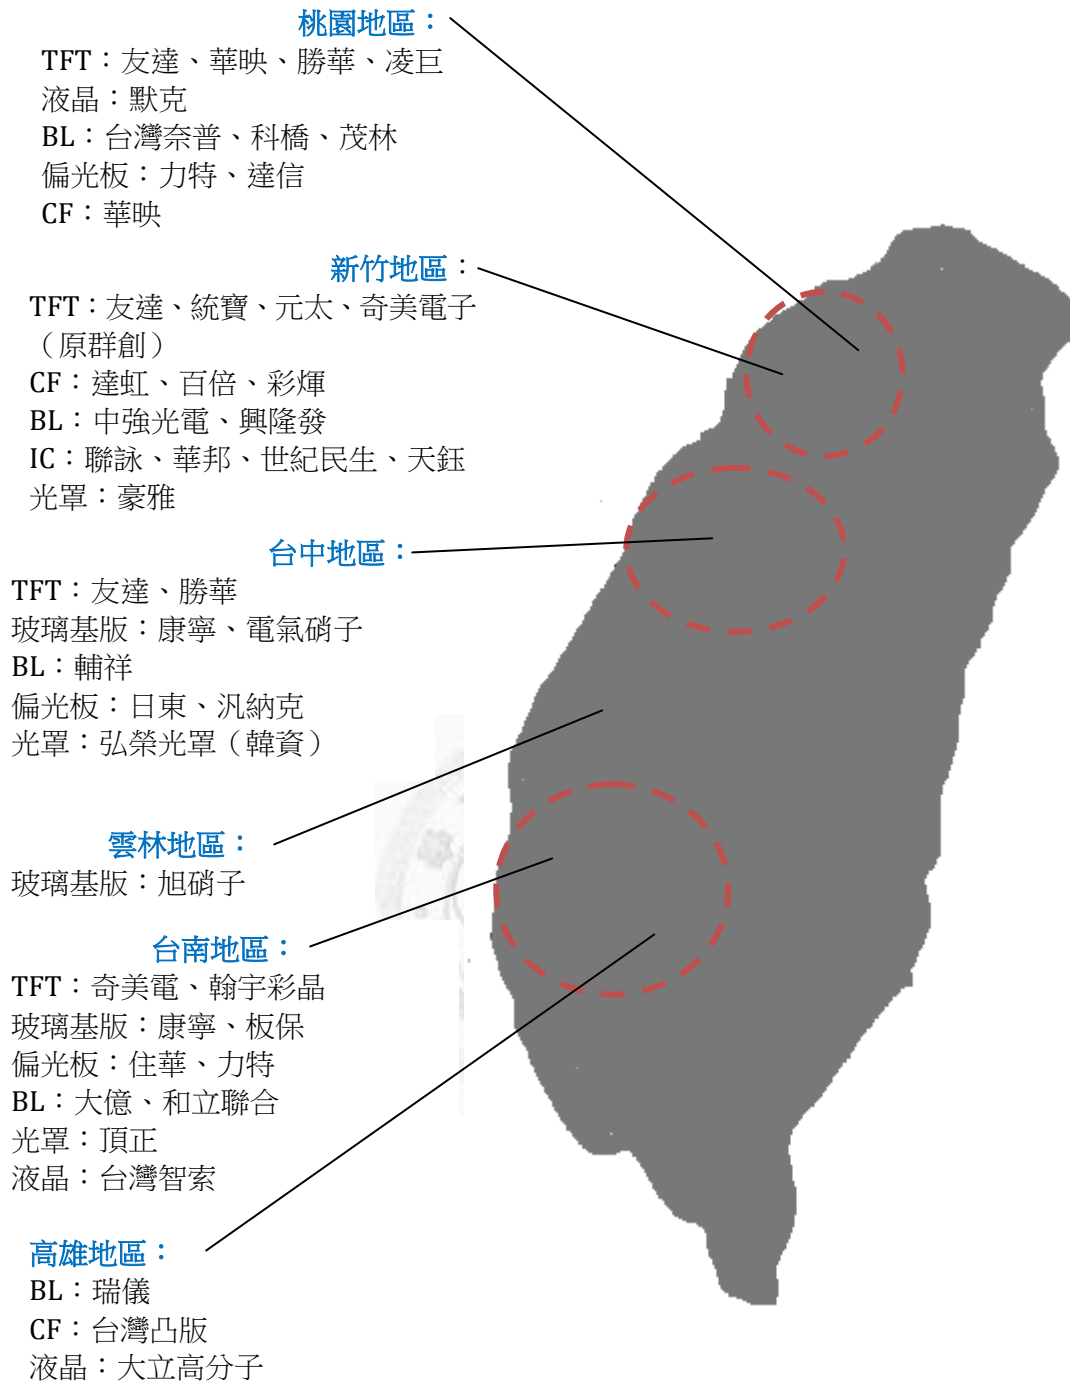 桃園地區：
TFT：友達、華映、勝華、凌巨
液晶：默克
BL：台灣奈普、科橋、茂林
偏光板：力特、達信
CF：華映
新竹地區：
TFT：友達、統寶、元太、奇美電子
（原群創）
CF：達虹、百倍、彩煇
BL：中強光電、興隆發
IC：聯詠、華邦、世紀民生、天鈺
光罩：豪雅
台中地區：
TFT：友達、勝華
玻璃基版：康寧、電氣硝子
BL：輔祥
偏光板：日東、汎納克
光罩：弘榮光罩（韓資）
雲林地區：
玻璃基版：旭硝子
台南地區：
TFT：奇美電、翰宇彩晶
玻璃基版：康寧、板保
偏光板：住華、力特
BL：大億、和立聯合
光罩：頂正
液晶：台灣智索
高雄地區：
BL：瑞儀
CF：台灣凸版
液晶：大立高分子